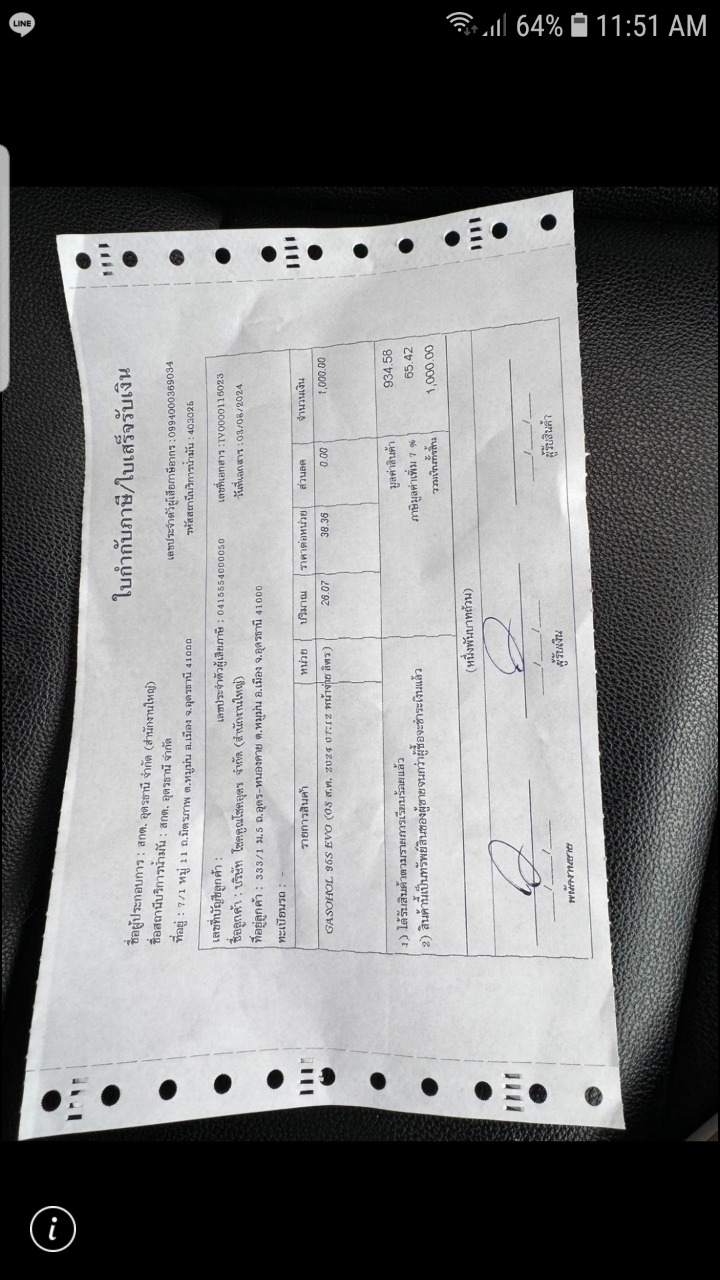 LINE
64% 11:51 AM
ใบกำกับภาษี/ใบเสร็จรับเงิน
ชื่อผู้ประกอบการ : สกต. อุดรธานี จำกัด (สำนักงานใหญ่)
เลขประจำตัวผู้เสียภาษีอากร : 0994000369034
ชื่อสถานีบริการน้ำมัน : สกต. อุดรธานี จำกัด
รหัสสถานีบริการน้ำมัน : 403025
ที่อยู่ : 7/1 หมู่ 11 ถ.มิตรภาพ ต.หมูม่น อ.เมือง จ.อุดรธานี 41000
เลขที่บัญชีลูกค้า :
เลขประจำตัวผู้เสียภาษี : 0415554000050
เลขที่เอกสาร : IV0000116023
ชื่อลูกค้า : บริษัท โชคคูณโชคอุดร จำกัด (สำนักงานใหญ่)
วันที่เอกสาร : 03/08/2024
ที่อยู่ลูกค้า : 333/1 ม.5 ถ.อุดร-หนองคาย ต.หมูม่น อ.เมือง จ.อุดรธานี 41000
ทะเบียนรถ : -
รายการสินค้า หน่วย ปริมาณ ราคาต่อหน่วย ส่วนลด จำนวนเงิน
GASOHOL 95S EVO (03 ส.ค. 2024 07:12 หน้าจ่าย ลิตร) 26.07 38.36 0.00 1,000.00
1) ได้รับสินค้าตามรายการเรียบร้อยแล้ว
มูลค่าสินค้า 934.58
2) สินค้านี้เป็นทรัพย์สินของผู้ขายจนกว่าผู้ซื้อจะชำระเงินแล้ว
ภาษีมูลค่าเพิ่ม 7 % 65.42
รวมเงินทั้งสิ้น 1,000.00
(หนึ่งพันบาทถ้วน)
พนักงานขาย ผู้รับเงิน ผู้รับสินค้า